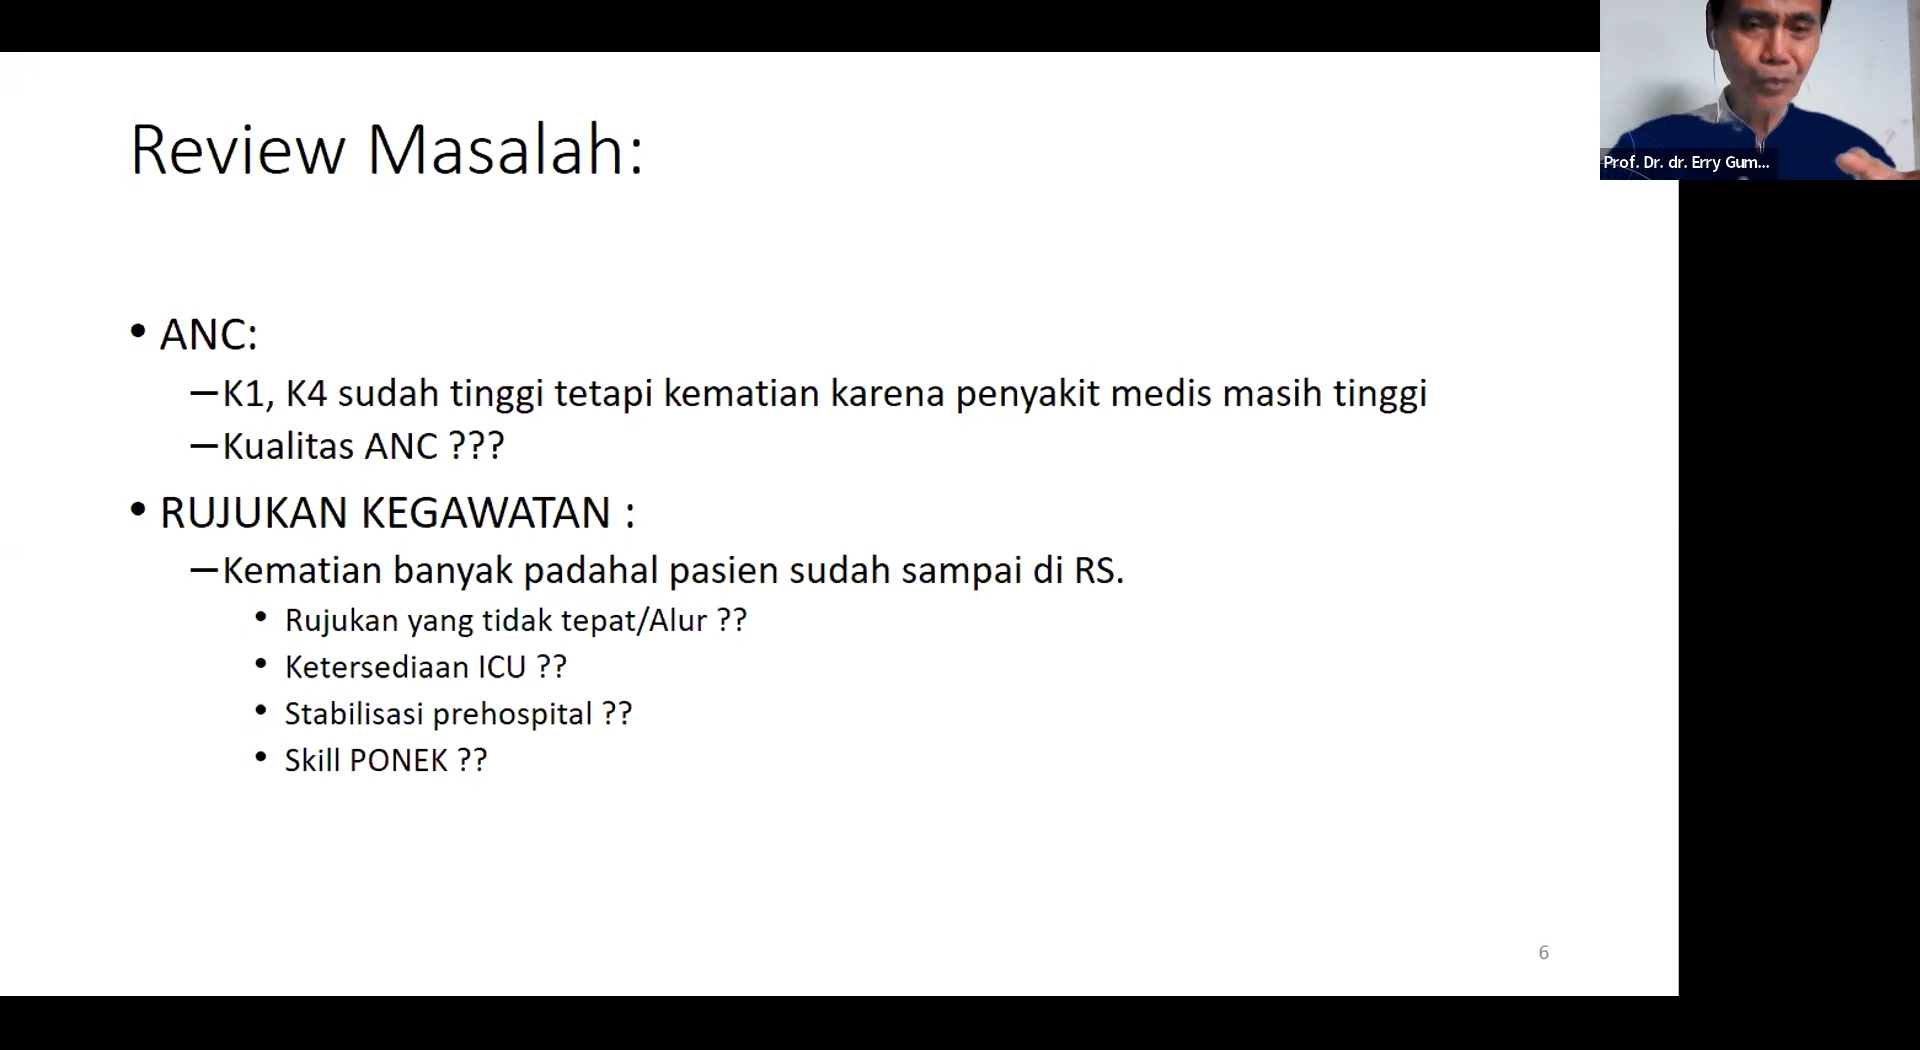 Review Masalah:
• ANC:
–K1, K4 sudah tinggi tetapi kematian karena penyakit medis masih tinggi
–Kualitas ANC ???
• RUJUKAN KEGAWATAN :
–Kematian banyak padahal pasien sudah sampai di RS.
• Rujukan yang tidak tepat/Alur ??
• Ketersediaan ICU ??
• Stabilisasi prehospital ??
• Skill PONEK ??
6
Prof. Dr. dr. Erry Gum...